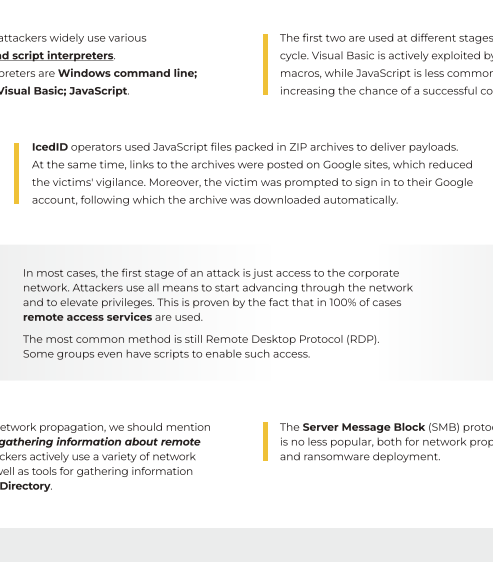 attackers widely use various
d script interpreters.
preters are Windows command line;
Visual Basic; JavaScript.
The first two are used at different stages
cycle. Visual Basic is actively exploited by
macros, while JavaScript is less common
increasing the chance of a successful co
IcedID operators used JavaScript files packed in ZIP archives to deliver payloads.
At the same time, links to the archives were posted on Google sites, which reduced
the victims' vigilance. Moreover, the victim was prompted to sign in to their Google
account, following which the archive was downloaded automatically.
In most cases, the first stage of an attack is just access to the corporate
network. Attackers use all means to start advancing through the network
and to elevate privileges. This is proven by the fact that in 100% of cases
remote access services are used.
The most common method is still Remote Desktop Protocol (RDP).
Some groups even have scripts to enable such access.
etwork propagation, we should mention
gathering information about remote
ckers actively use a variety of network
vell as tools for gathering information
Directory.
The Server Message Block (SMB) proto
is no less popular, both for network prop
and ransomware deployment.